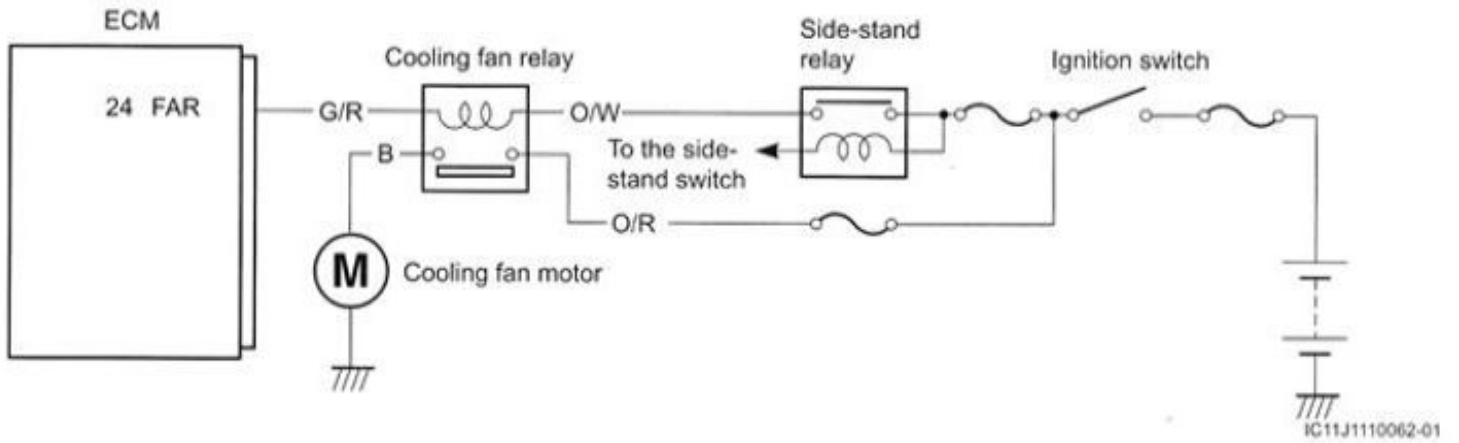 ECM
24 FAR
G/R
Cooling fan relay
O/W
B
O/R
M
Cooling fan motor
Side-stand
relay
To the side-
stand switch
Ignition switch
IC11J1110062-01